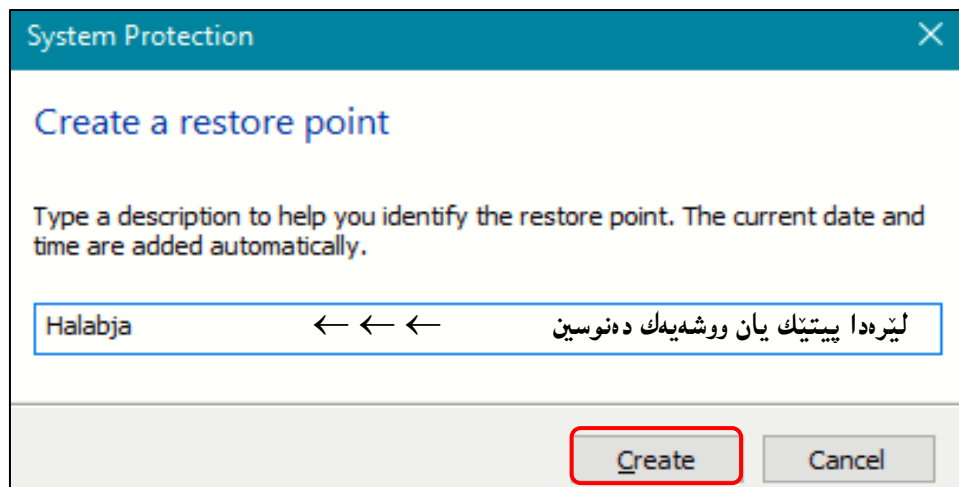 System Protection
Create a restore point
Type a description to help you identify the restore point. The current date and
time are added automatically.
Halabja ← ← ← لێرەدا پیتێك یان ووشەیەك دەنوسین
Create Cancel